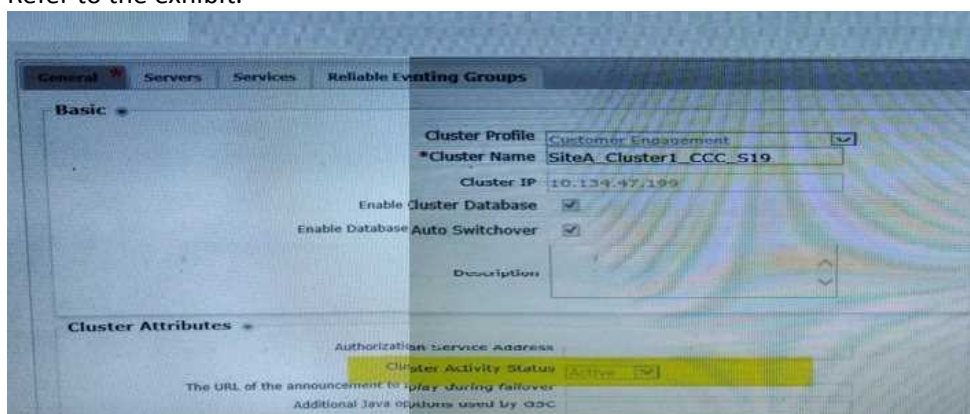 Refer to the exhibit.
General * Servers Services Reliable Eventing Groups
Basic
Cluster Profile Customer Engagement
*Cluster Name SiteA_Cluster1_CCC_S19
Cluster IP 10.134.47.199
Enable Cluster Database
Enable Database Auto Switchover
Description
Cluster Attributes
Authorization Service Address
Cluster Activity Status Active
The URL of the announcement to play during failover
Additional Java options used by